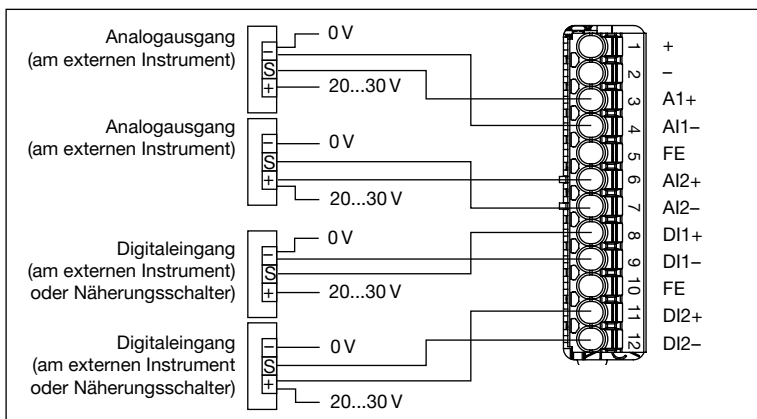 Analogausgang
(am externen Instrument)
−
S
+
0 V
20...30 V
Analogausgang
(am externen Instrument)
−
S
+
0 V
20...30 V
Digitaleingang
(am externen Instrument)
oder Näherungsschalter)
−
S
+
0 V
20...30 V
Digitaleingang
(am externen Instrument
oder Näherungsschalter)
−
S
+
0 V
20...30 V
1 +
2 −
3 A1+
4 AI1−
5 FE
6 AI2+
7 AI2−
8 DI1+
9 DI1−
10 FE
11 DI2+
12 DI2−